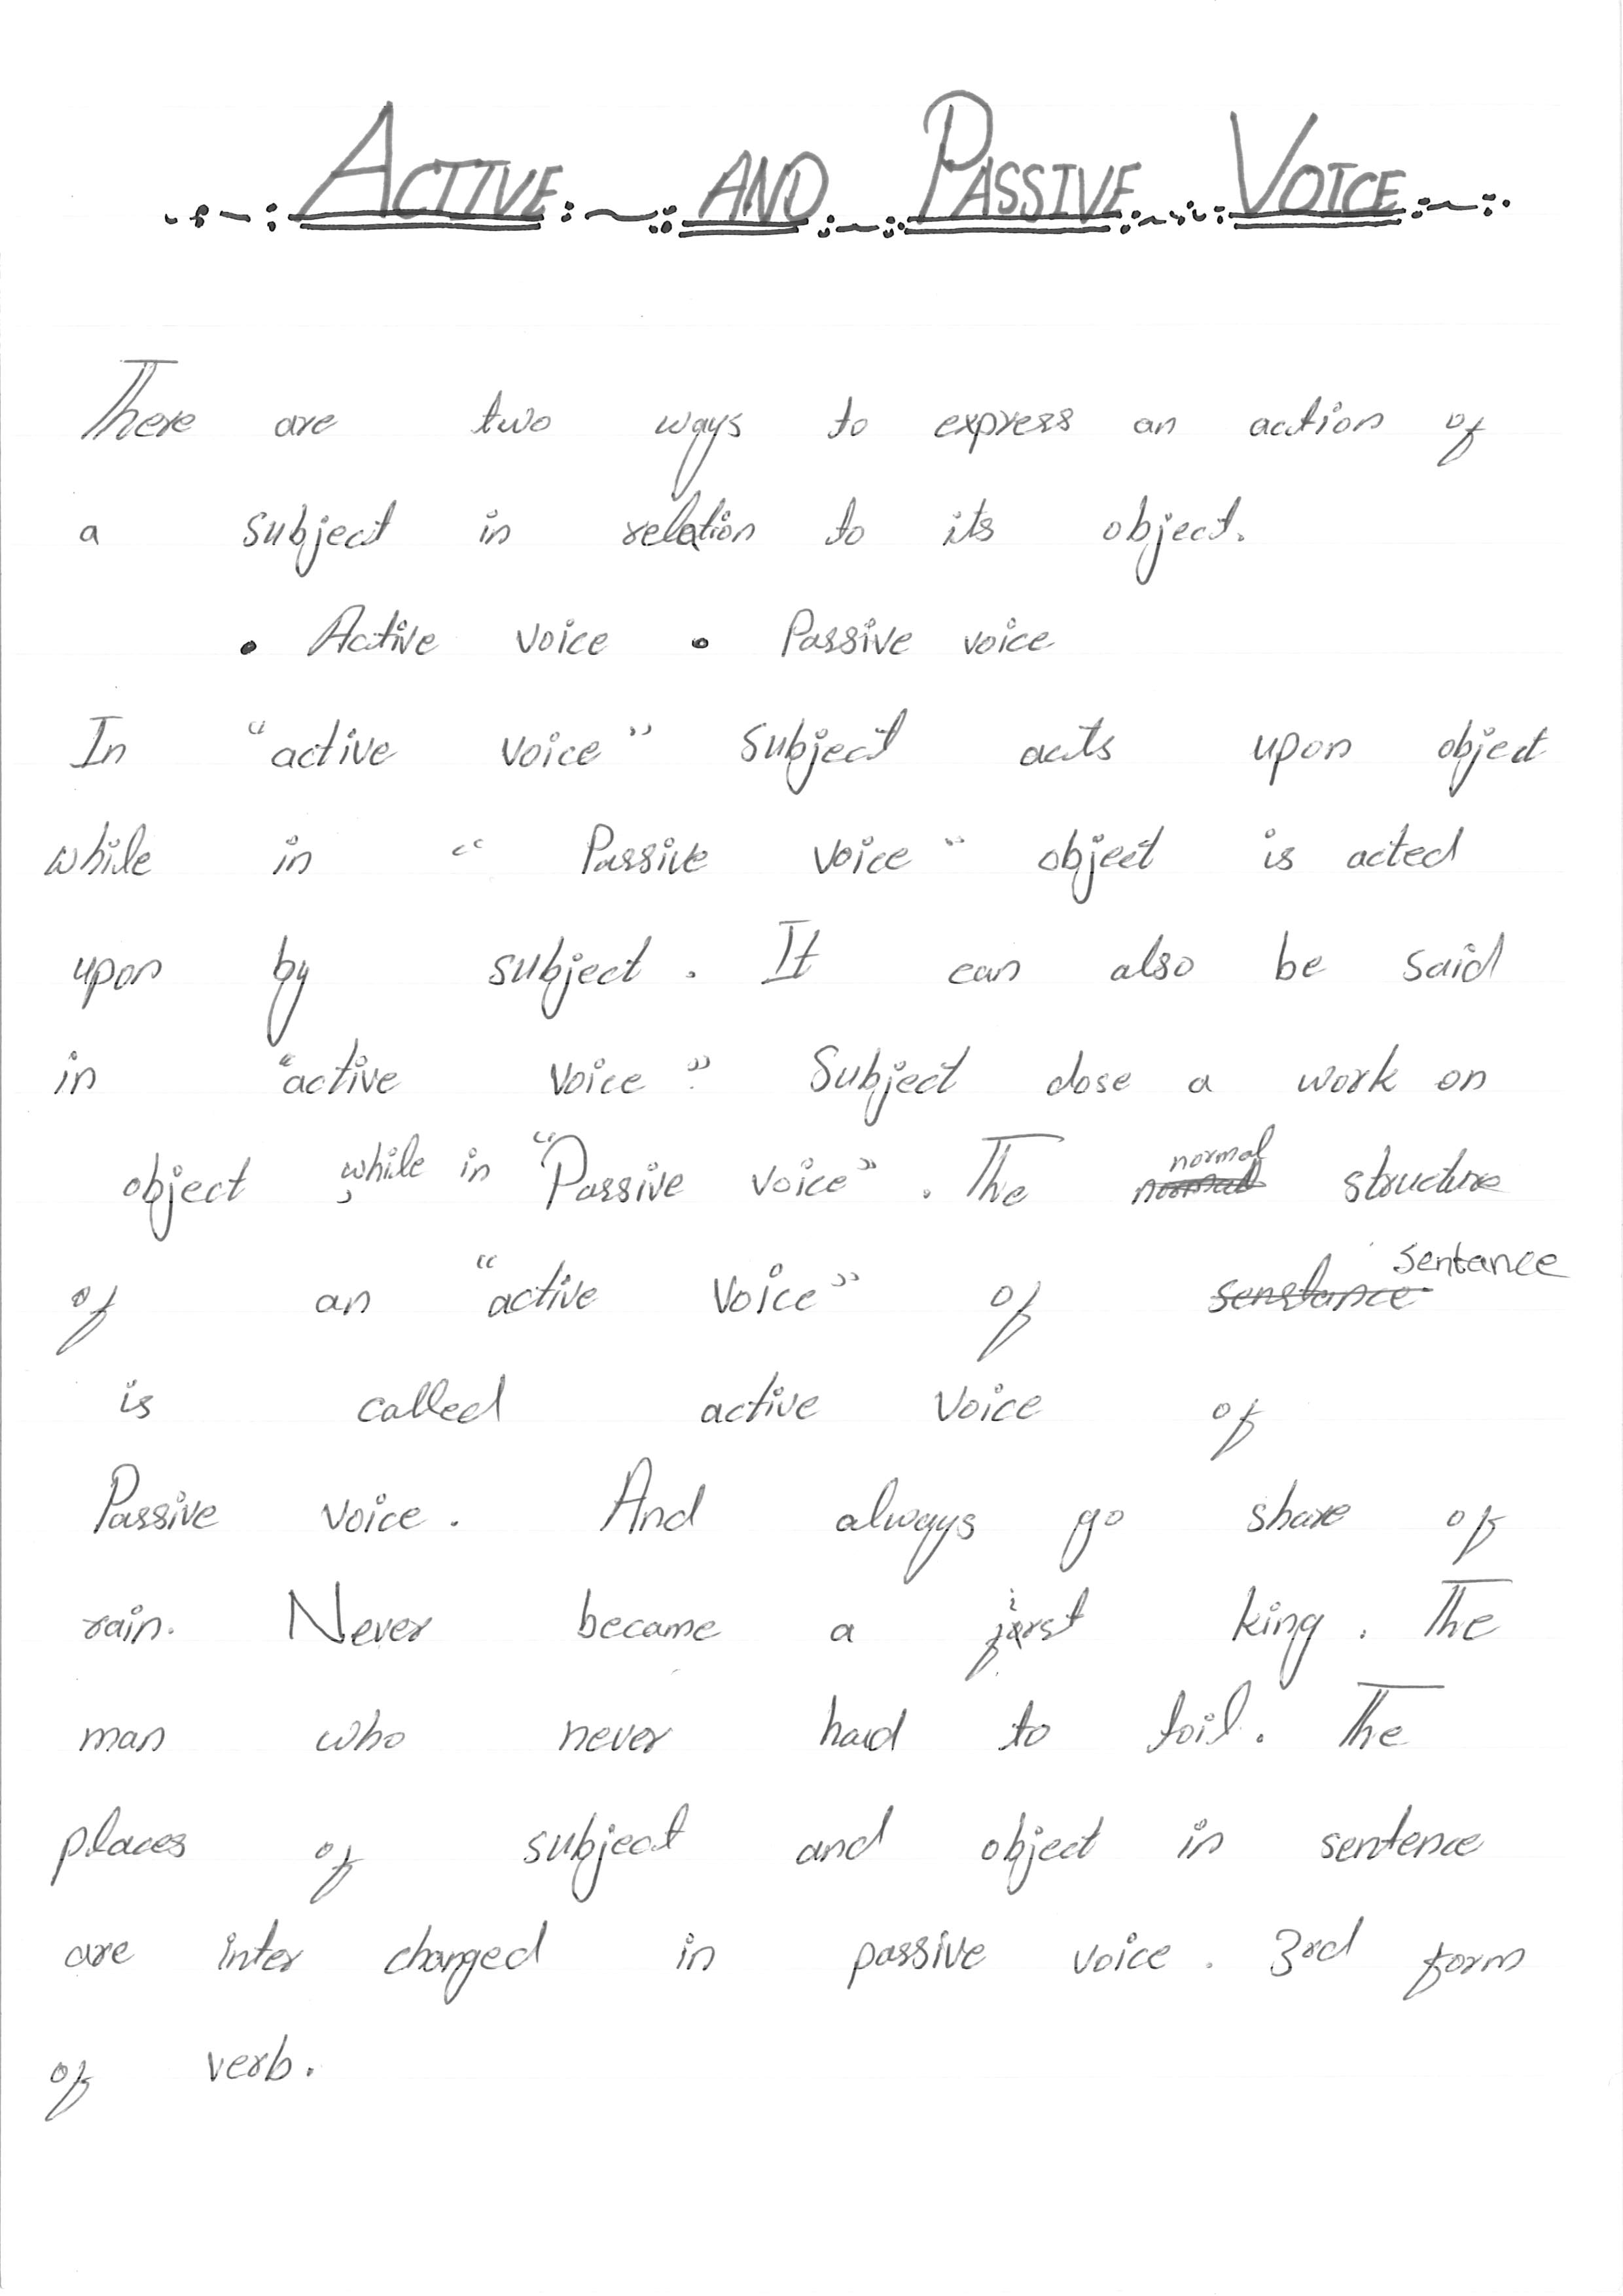 ACTIVE AND PASSIVE VOICE
There are two ways to express an action of
a subject in relation to its object.
• Active voice • Passive voice
In "active voice" subject acts upon object
while in " Passive voice " object is acted
upon by subject . It can also be said
in "active voice". Subject dose a work on
object , while in "Passive voice" . The normal structure
of an "active voice" of sentance
is called active voice of
Passive voice . And always go share of
rain. Never became a first king . The
man who never had to toil . The
places of subject and object in sentence
are inter changed in passive voice . 3rd form
of verb .